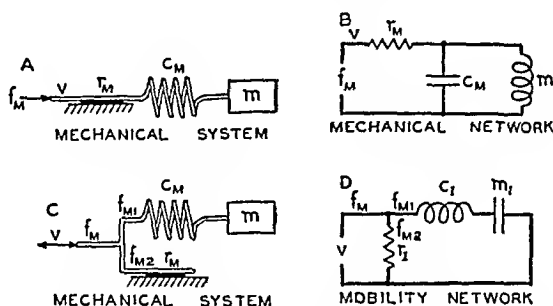 A
f_M
V
r_M
C_M
m
MECHANICAL SYSTEM
B
V
r_M
f_M
C_M
m
MECHANICAL NETWORK
C
V
f_M
f_M1
C_M
m
f_M2
r_M
MECHANICAL SYSTEM
D
f_M
f_M1
C_I
m_I
f_M2
r_I
V
MOBILITY NETWORK